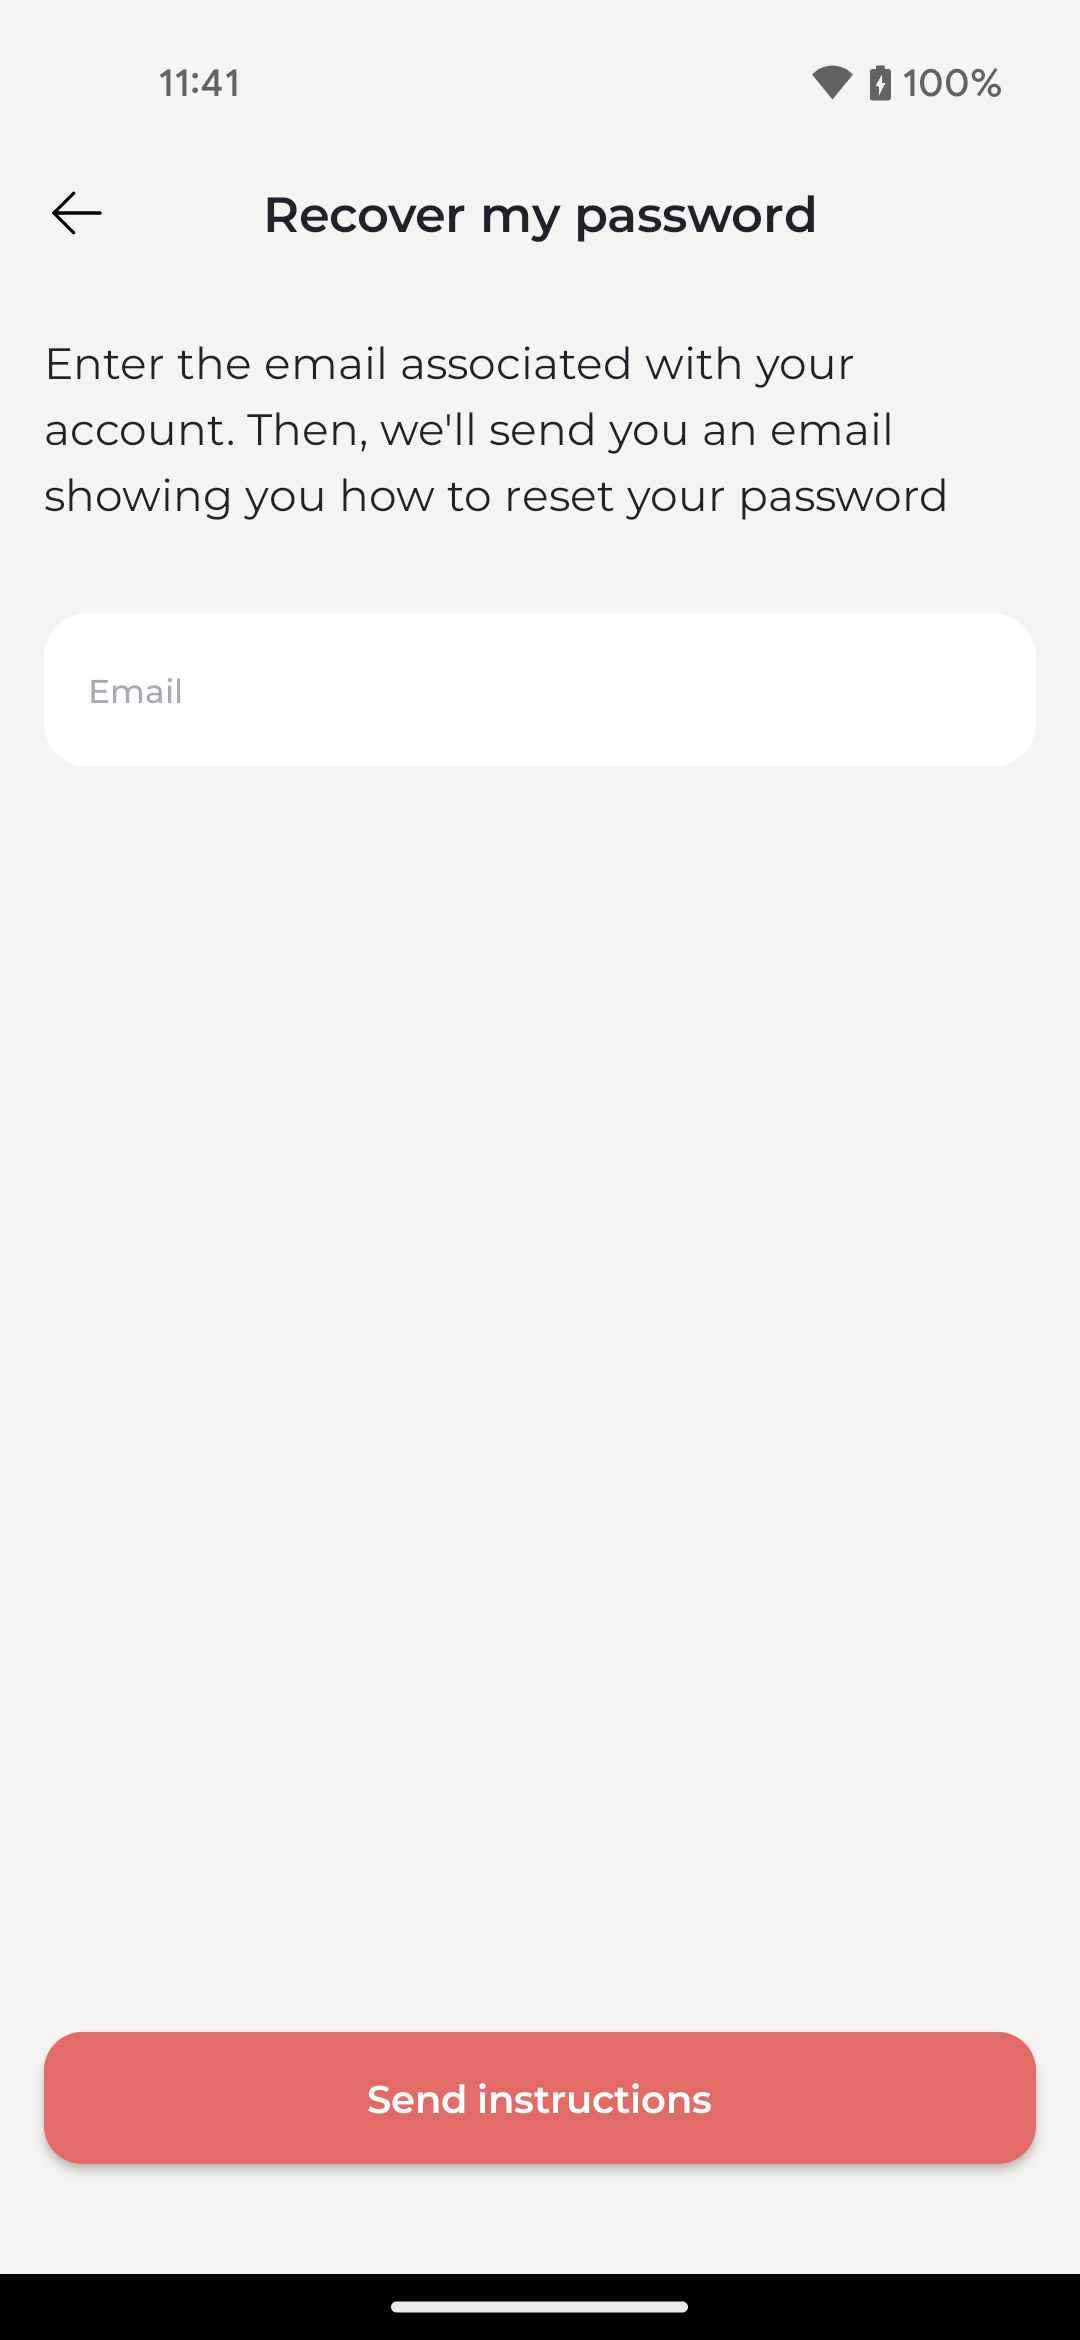 11:41
100%
Recover my password
Enter the email associated with your
account. Then, we'll send you an email
showing you how to reset your password
Email
Send instructions